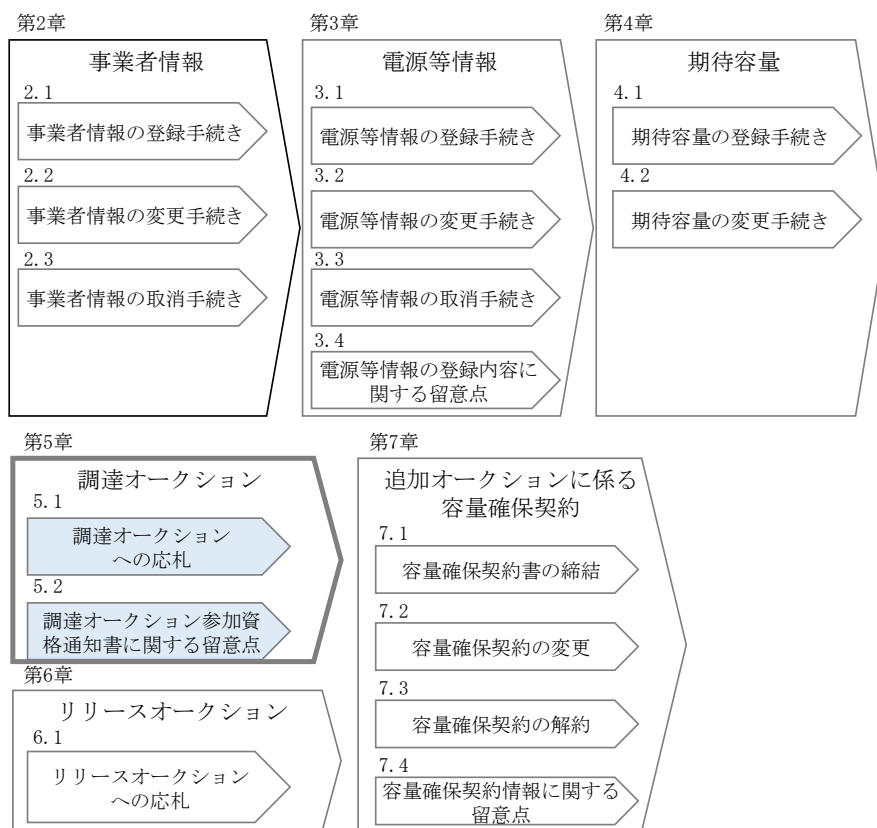 第2章
事業者情報
2.1
事業者情報の登録手続き
2.2
事業者情報の変更手続き
2.3
事業者情報の取消手続き
第3章
電源等情報
3.1
電源等情報の登録手続き
3.2
電源等情報の変更手続き
3.3
電源等情報の取消手続き
3.4
電源等情報の登録内容に
関する留意点
第4章
期待容量
4.1
期待容量の登録手続き
4.2
期待容量の変更手続き
第5章
調達オークション
5.1
調達オークション
への応札
5.2
調達オークション参加資
格通知書に関する留意点
第6章
リリースオークション
6.1
リリースオークション
への応札
第7章
追加オークションに係る
容量確保契約
7.1
容量確保契約書の締結
7.2
容量確保契約の変更
7.3
容量確保契約の解約
7.4
容量確保契約情報に関する
留意点